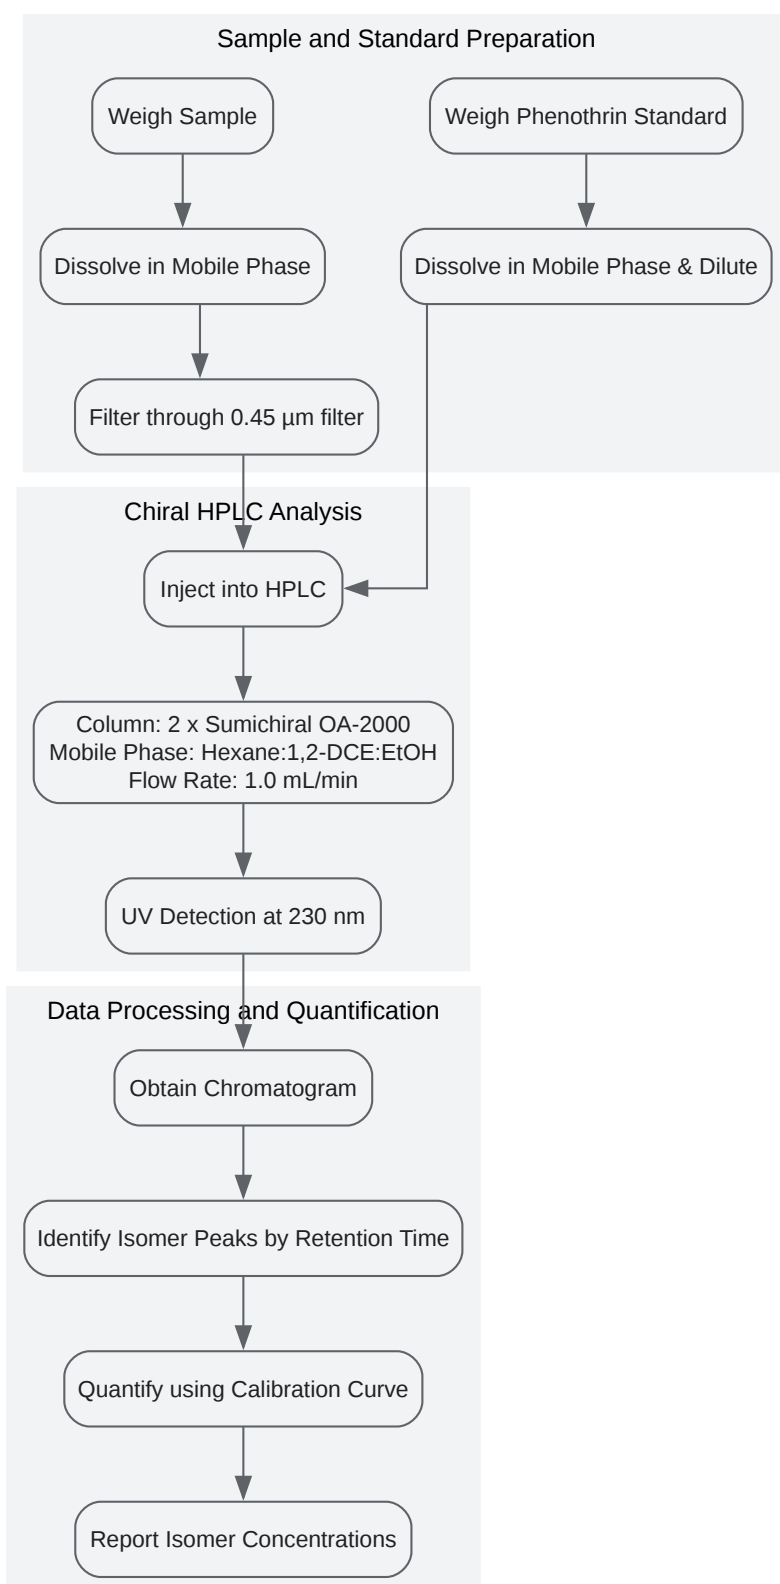 Sample and Standard Preparation
Weigh Sample
Weigh Phenothrin Standard
Dissolve in Mobile Phase
Dissolve in Mobile Phase & Dilute
Filter through 0.45 µm filter
Chiral HPLC Analysis
Inject into HPLC
Column: 2 x Sumichiral OA-2000
Mobile Phase: Hexane:1,2-DCE:EtOH
Flow Rate: 1.0 mL/min
UV Detection at 230 nm
Data Processing and Quantification
Obtain Chromatogram
Identify Isomer Peaks by Retention Time
Quantify using Calibration Curve
Report Isomer Concentrations